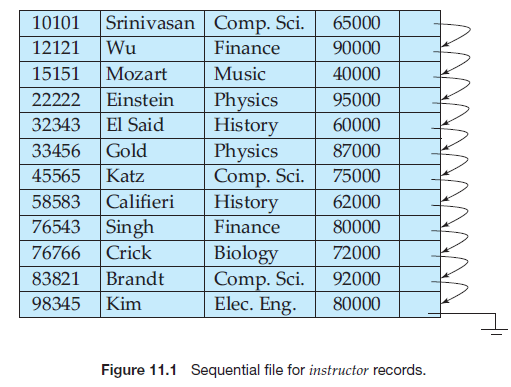 10101 Srinivasan Comp. Sci. 65000
12121 Wu Finance 90000
15151 Mozart Music 40000
22222 Einstein Physics 95000
32343 El Said History 60000
33456 Gold Physics 87000
45565 Katz Comp. Sci. 75000
58583 Califieri History 62000
76543 Singh Finance 80000
76766 Crick Biology 72000
83821 Brandt Comp. Sci. 92000
98345 Kim Elec. Eng. 80000
Figure 11.1 Sequential file for instructor records.